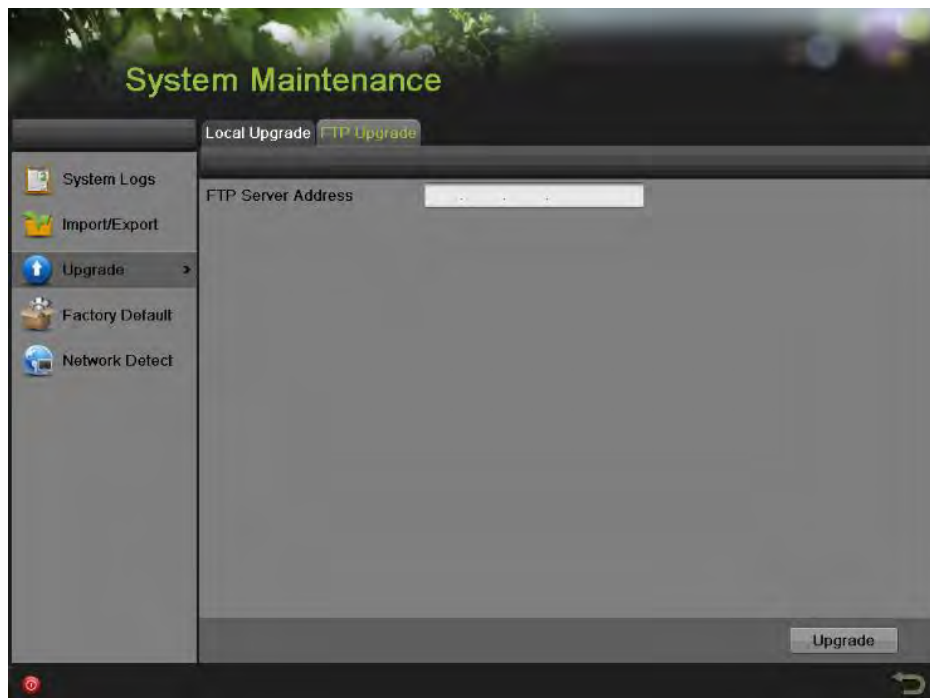 System Maintenance
Local Upgrade FTP Upgrade
System Logs
Import/Export
Upgrade
Factory Default
Network Detect
FTP Server Address
. . .
Upgrade